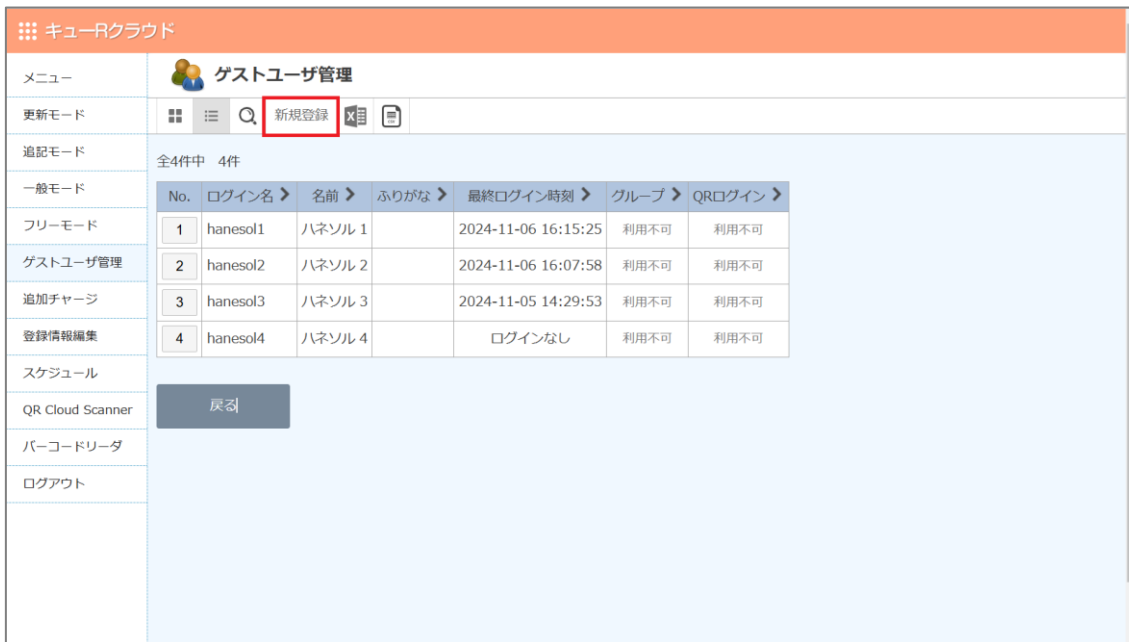 キューRクラウド
メニュー
更新モード
追記モード
一般モード
フリーモード
ゲストユーザ管理
追加チャージ
登録情報編集
スケジュール
QR Cloud Scanner
バーコードリーダ
ログアウト
ゲストユーザ管理
新規登録
全4件中 4件
No. ログイン名 名前 ふりがな 最終ログイン時刻 グループ QRログイン
1 hanesol1 ハネソル 1 2024-11-06 16:15:25 利用不可 利用不可
2 hanesol2 ハネソル 2 2024-11-06 16:07:58 利用不可 利用不可
3 hanesol3 ハネソル 3 2024-11-05 14:29:53 利用不可 利用不可
4 hanesol4 ハネソル 4 ログインなし 利用不可 利用不可
戻る